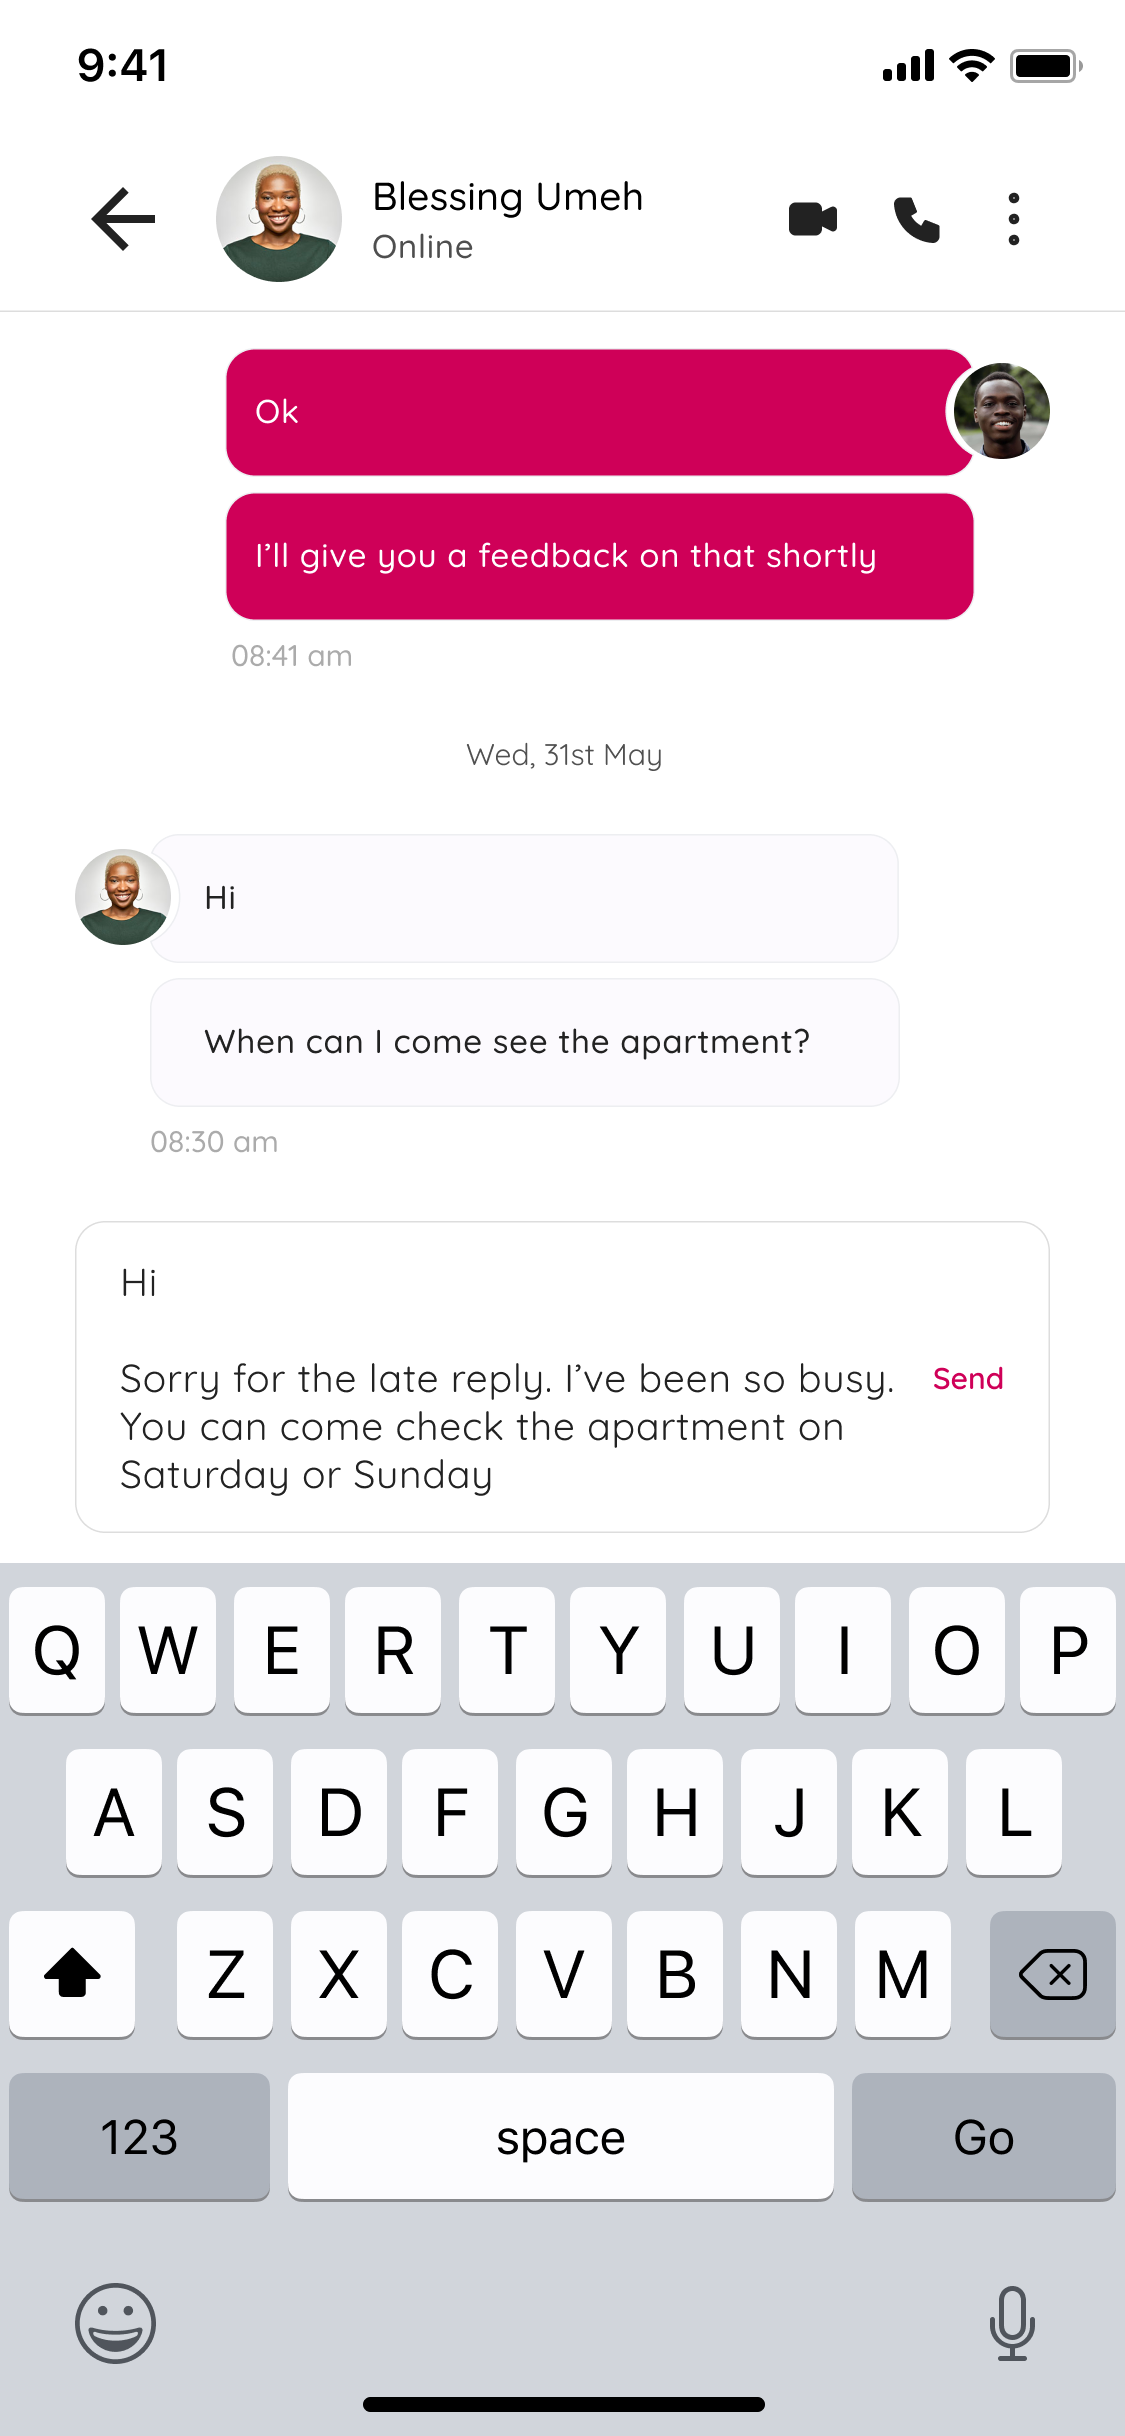 9:41
Blessing Umeh
Online
Ok
I’ll give you a feedback on that shortly
08:41 am
Wed, 31st May
Hi
When can I come see the apartment?
08:30 am
Hi
Sorry for the late reply. I’ve been so busy.
Send
You can come check the apartment on
Saturday or Sunday
Q W E R T Y U I O P
A S D F G H J K L
Z X C V B N M
123 space Go